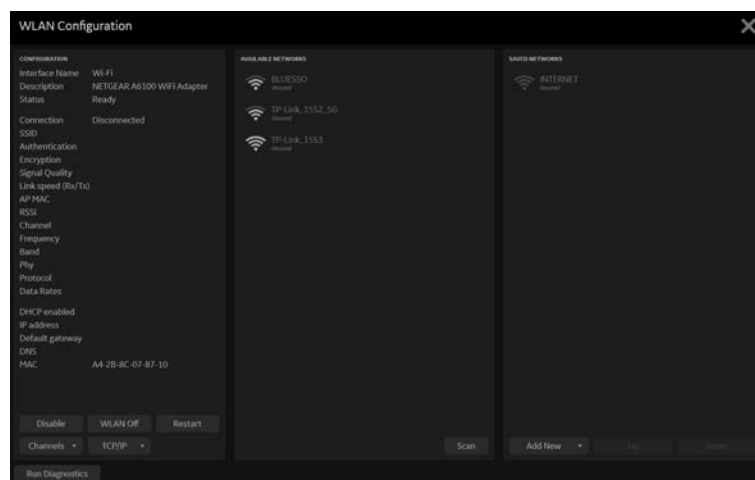 WLAN Configuration
CONFIGURATION
Interface Name Wi-Fi
Description NETGEAR A6100 WiFi Adapter
Status Ready
Connection Disconnected
SSID
Authentication
Encryption
Signal Quality
Link speed (Rx/Tx)
AP MAC
RSSI
Channel
Frequency
Band
Phy
Protocol
Data Rates
DHCP enabled
IP address
Default gateway
DNS
MAC A4-2B-8C-07-87-10
Disable WLAN Off Restart
Channels TCP/IP
Run Diagnostics
AVAILABLE NETWORKS
BLUESSO
Secured
TP-Link_1552_5G
Secured
TP-Link_1553
Secured
Scan
SAVED NETWORKS
INTERNET
Secured
Add New Up Down